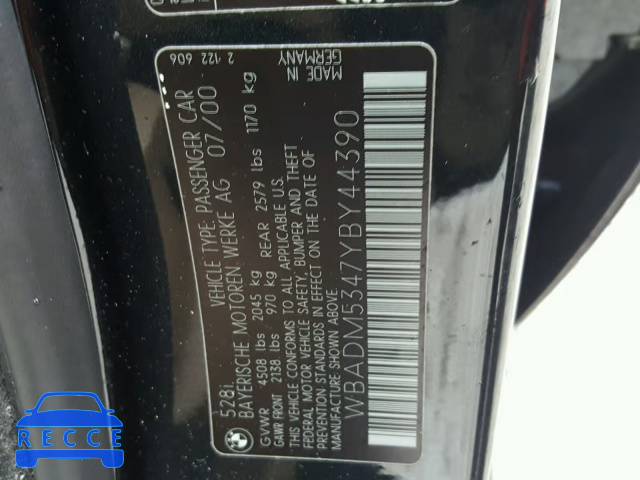 528i
VEHICLE TYPE: PASSENGER CAR
BAYERISCHE MOTOREN WERKE AG 07/00
GVWR 4508 lbs 2045 kg
GAWR FRONT 2138 lbs 970 kg REAR 2579 lbs 1170 kg
THIS VEHICLE CONFORMS TO ALL APPLICABLE U.S.
FEDERAL MOTOR VEHICLE SAFETY, BUMPER AND THEFT
PREVENTION STANDARDS IN EFFECT ON THE DATE OF
MANUFACTURE SHOWN ABOVE.
WBADM5347YBY44390
2 122 606
MADE IN
GERMANY
RECCE